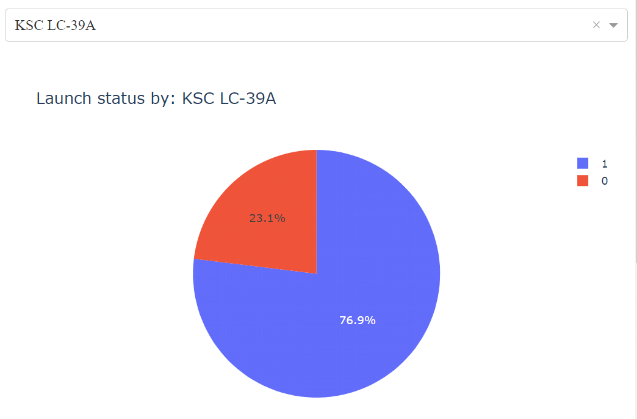 KSC LC-39A
Launch status by: KSC LC-39A
1
0
23.1%
76.9%